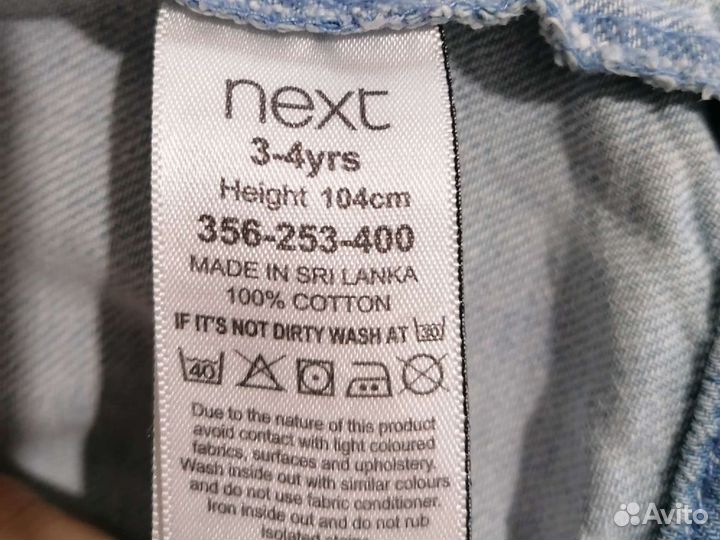 next
3-4yrs
Height 104cm
356-253-400
MADE IN SRI LANKA
100% COTTON
IF IT'S NOT DIRTY WASH AT 30
40
Due to the nature of this product
avoid contact with light coloured
fabrics, surfaces and upholstery.
Wash inside out with similar colours
and do not use fabric conditioner.
Iron inside out and do not rub
isolated
Avito